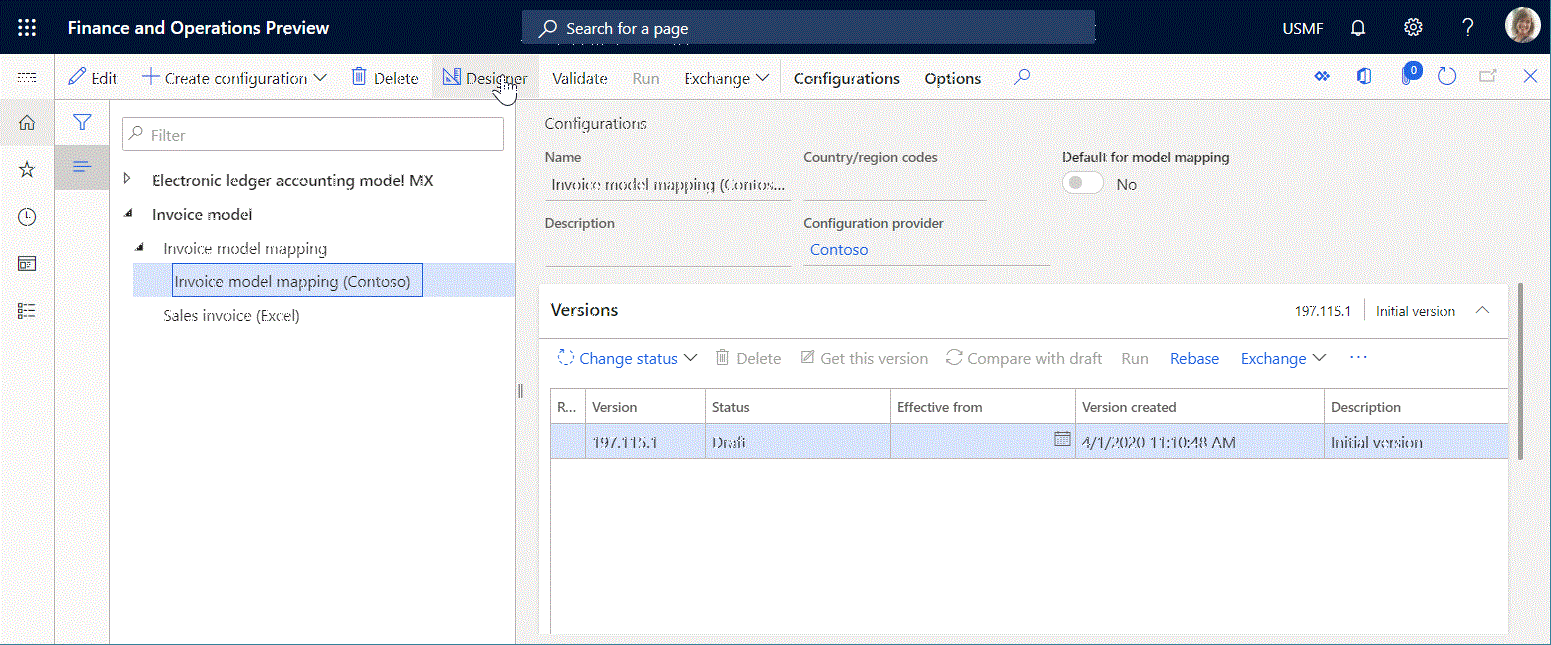 Finance and Operations Preview
Search for a page
USMF
Edit
Create configuration
Delete
Designer
Validate
Run
Exchange
Configurations
Options
0
Filter
Electronic ledger accounting model MX
Invoice model
Invoice model mapping
Invoice model mapping (Contoso)
Sales invoice (Excel)
Configurations
Name
Country/region codes
Default for model mapping
Invoice model mapping (Contos...
No
Description
Configuration provider
Contoso
Versions
197.115.1
Initial version
Change status
Delete
Get this version
Compare with draft
Run
Rebase
Exchange
...
R...
Version
Status
Effective from
Version created
Description
197.115.1
Draft
4/1/2020 11:10:48 AM
Initial version